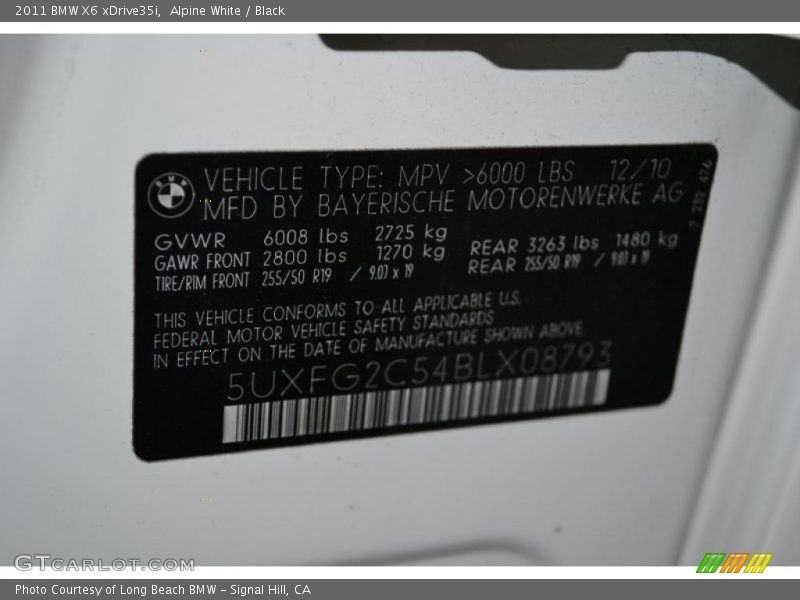 2011 BMW X6 xDrive35i, Alpine White / Black
VEHICLE TYPE: MPV >6000 LBS 12/10
MFD BY BAYERISCHE MOTORENWERKE AG
7 232 476
GVWR 6008 lbs 2725 kg
GAWR FRONT 2800 lbs 1270 kg REAR 3263 lbs 1480 kg
TIRE/RIM FRONT 255/50 R19 / 9.0J x 19 REAR 255/50 R19 / 9.0J x 19
THIS VEHICLE CONFORMS TO ALL APPLICABLE U.S.
FEDERAL MOTOR VEHICLE SAFETY STANDARDS
IN EFFECT ON THE DATE OF MANUFACTURE SHOWN ABOVE.
5UXFG2C54BLX08793
GTCARLOT.COM
Photo Courtesy of Long Beach BMW - Signal Hill, CA